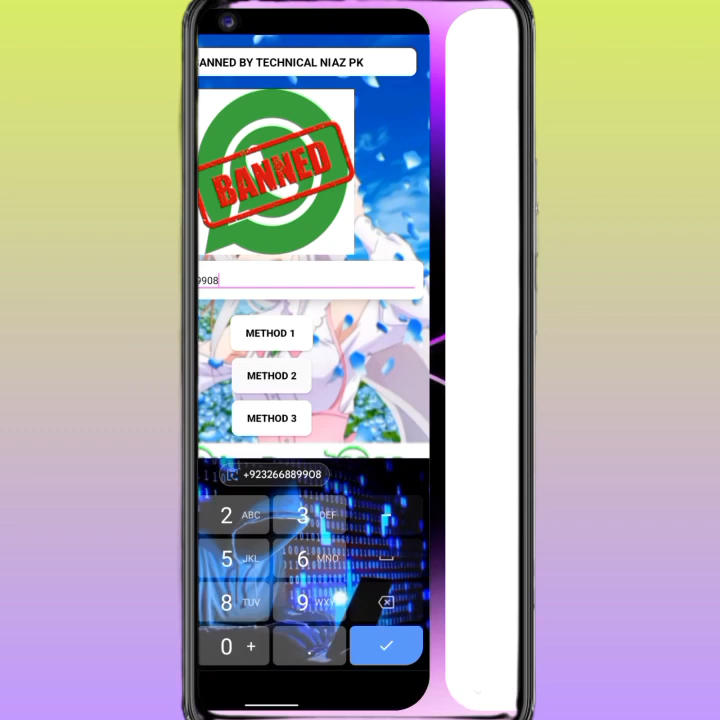 ANNED BY TECHNICAL NIAZ PK
BANNED
9908
METHOD 1
METHOD 2
METHOD 3
+923266889908
2 ABC
3 DEF
-
5 JKL
6 MNO
8 TUV
9 WXY
0 +
.